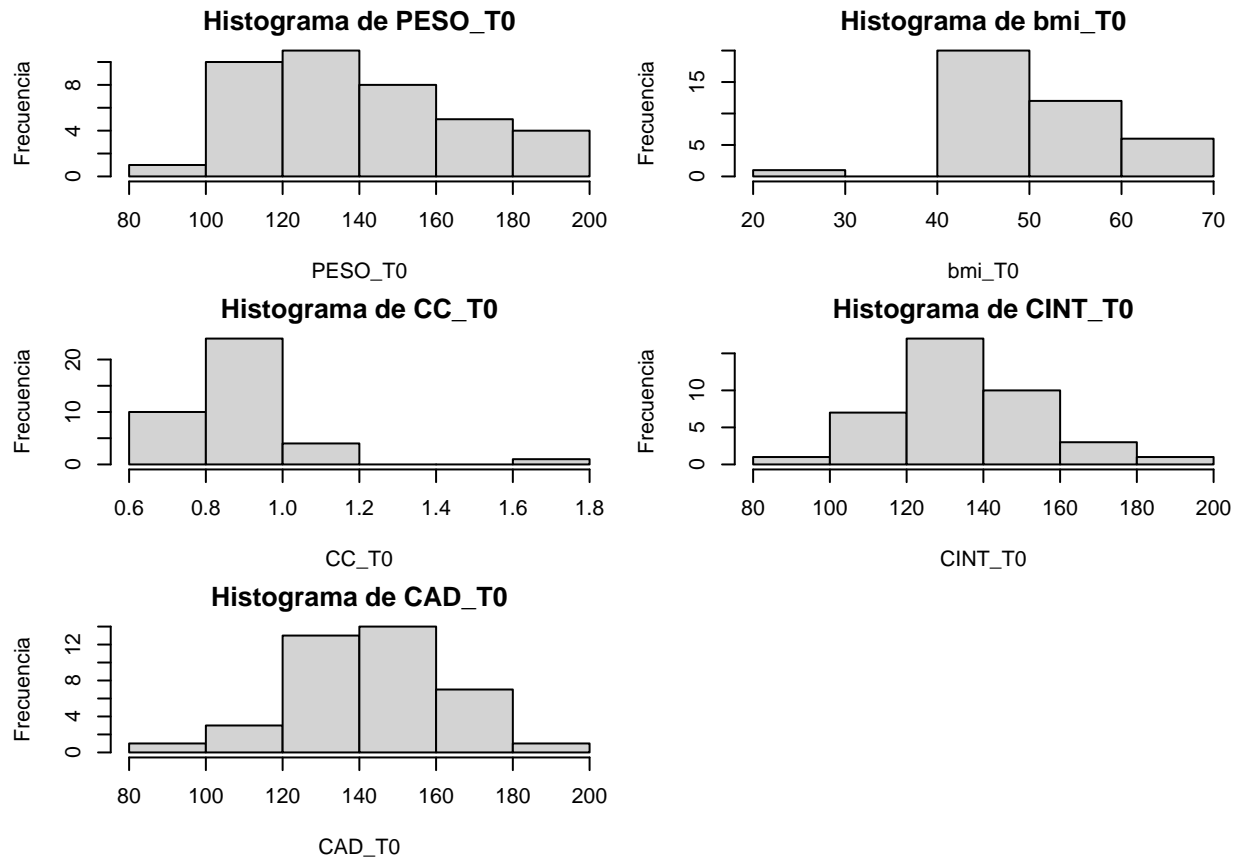 Histograma de PESO_T0
Frecuencia
0 4 8
80 100 120 140 160 180 200
PESO_T0
Histograma de bmi_T0
Frecuencia
0 5 15
20 30 40 50 60 70
bmi_T0
Histograma de CC_T0
Frecuencia
0 10 20
0.6 0.8 1.0 1.2 1.4 1.6 1.8
CC_T0
Histograma de CINT_T0
Frecuencia
0 5 10
80 100 120 140 160 180 200
CINT_T0
Histograma de CAD_T0
Frecuencia
0 4 8 12
80 100 120 140 160 180 200
CAD_T0